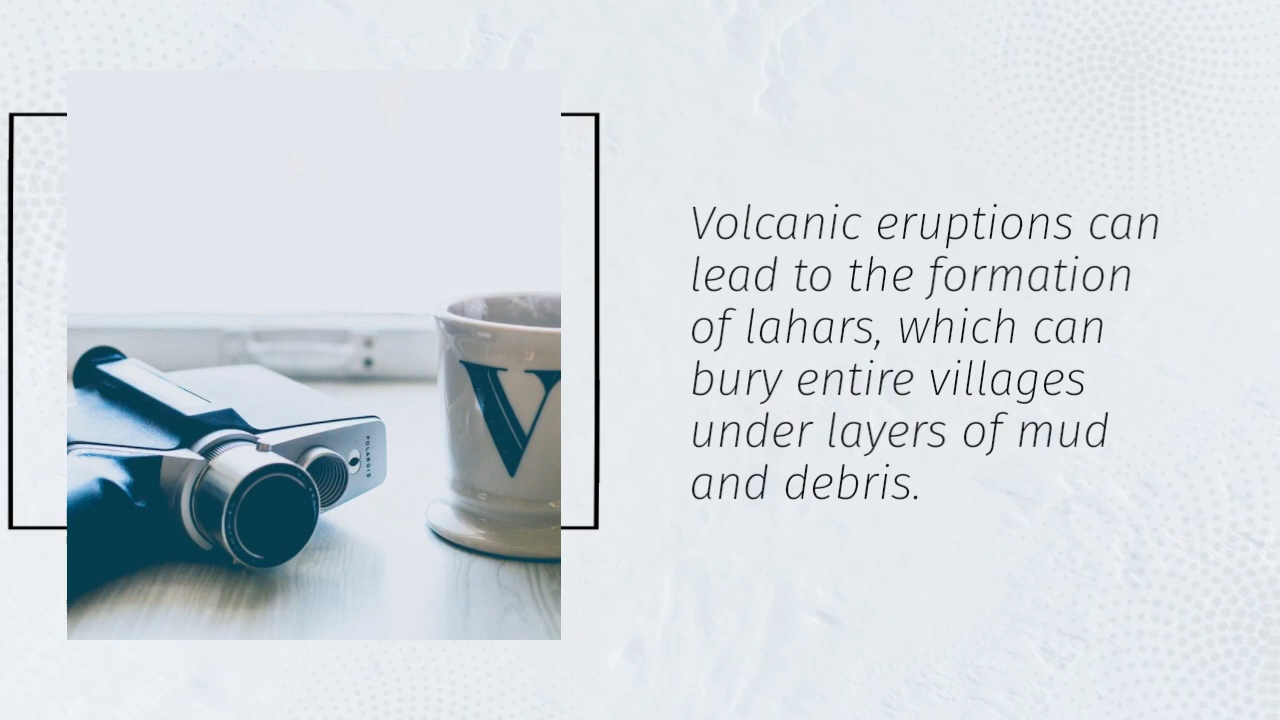 POLAROID
V
Volcanic eruptions can
lead to the formation
of lahars, which can
bury entire villages
under layers of mud
and debris.